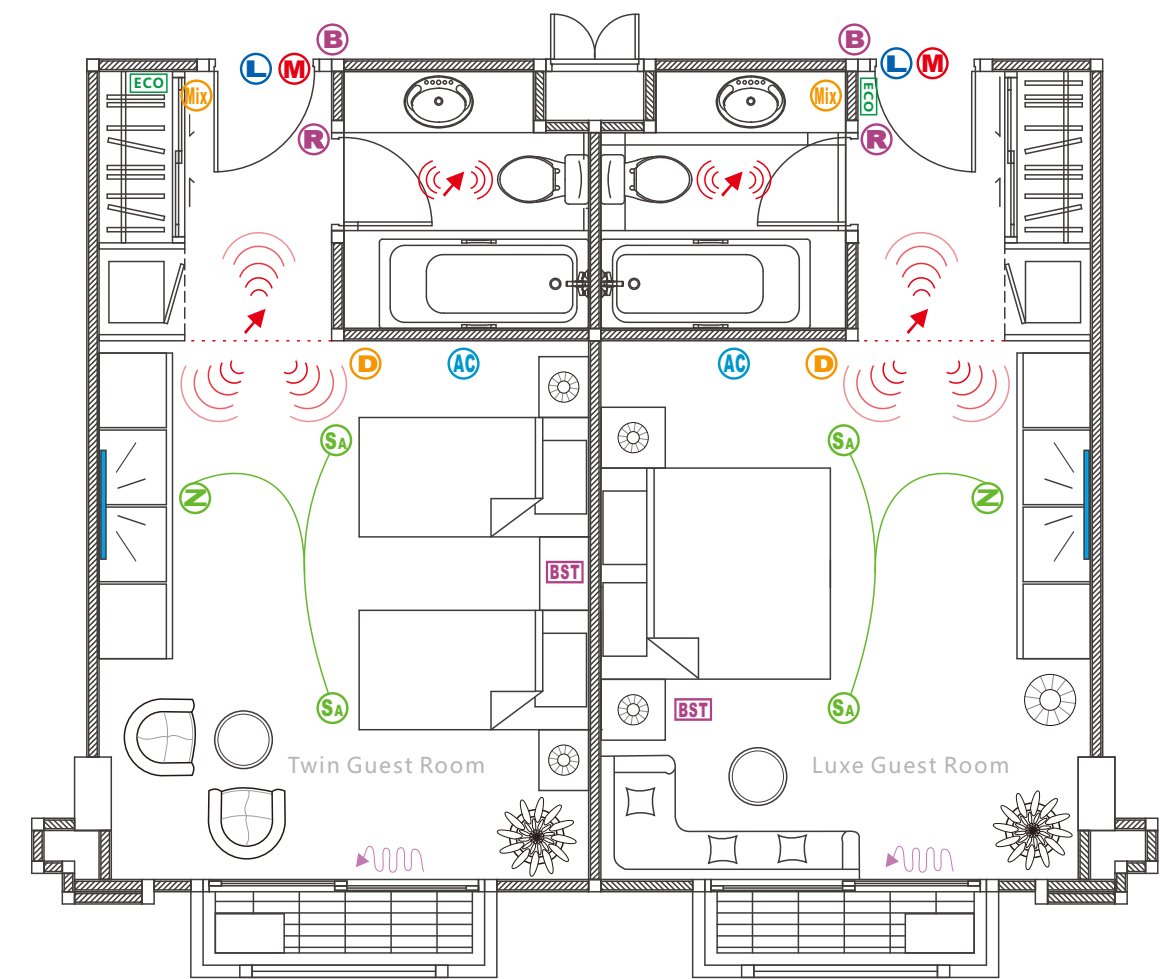 B
B
L M
L M
ECO
Mix
Mix
ECO
R
R
D
AC
AC
D
SA
SA
Z
Z
BST
SA
BST
SA
Twin Guest Room
Luxe Guest Room